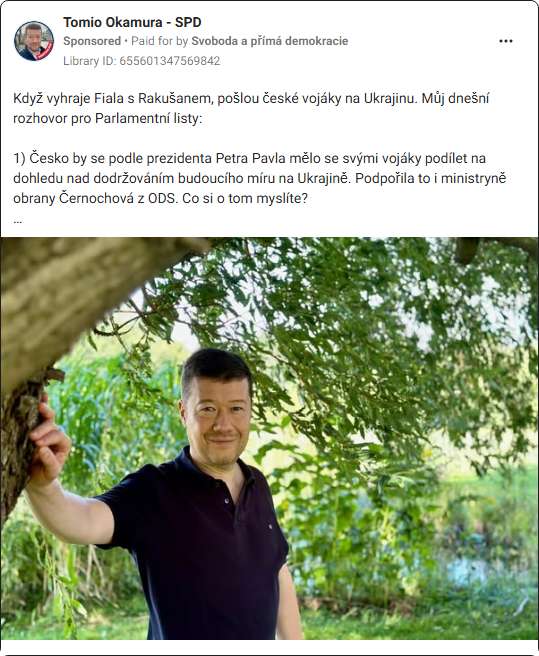 Tomio Okamura - SPD
Sponsored • Paid for by Svoboda a přímá demokracie
Library ID: 655601347569842
Když vyhraje Fiala s Rakušanem, pošlou české vojáky na Ukrajinu. Můj dnešní
rozhovor pro Parlamentní listy:
1) Česko by se podle prezidenta Petra Pavla mělo se svými vojáky podílet na
dohledu nad dodržováním budoucího míru na Ukrajině. Podpořila to i ministryně
obrany Černochová z ODS. Co si o tom myslíte?
...